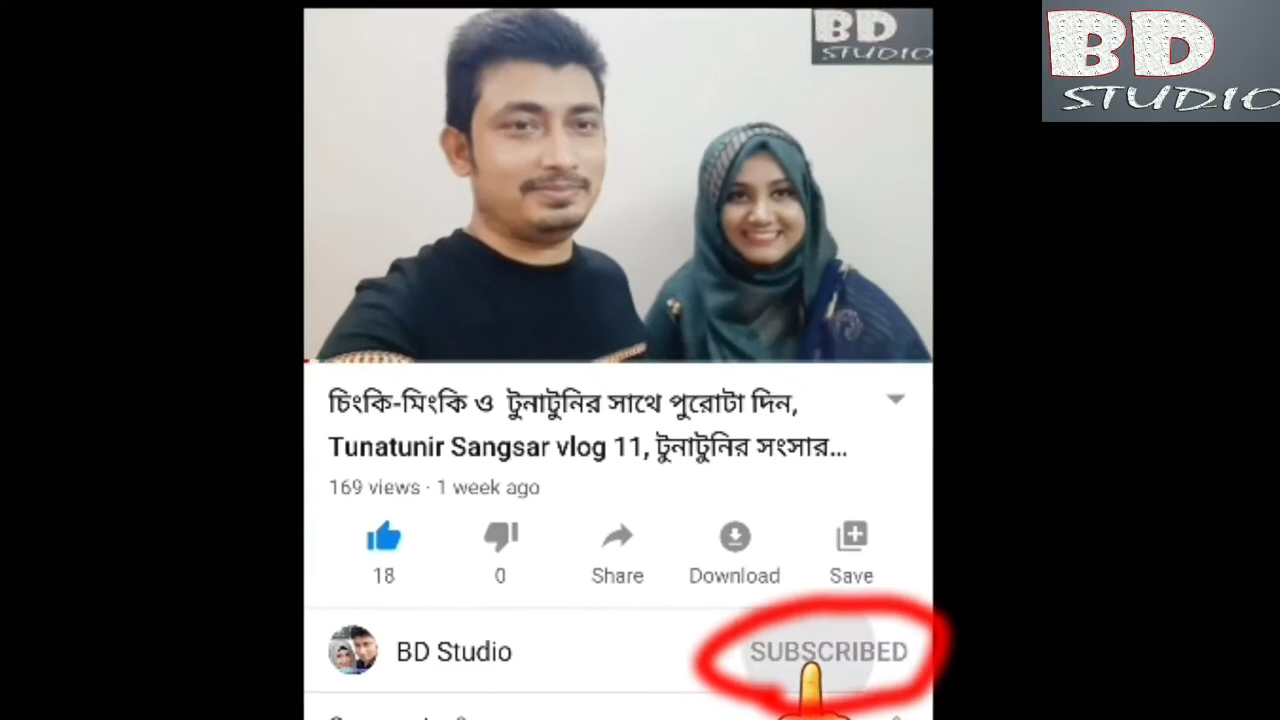 BD
STUDIO
BD
STUDIO
চিংকি-মিংকি ও টুনাটুনির সাথে পুরোটা দিন,
Tunatunir Sangsar vlog 11, টুনাটুনির সংসার...
169 views · 1 week ago
18
0
Share
Download
Save
BD Studio
SUBSCRIBED